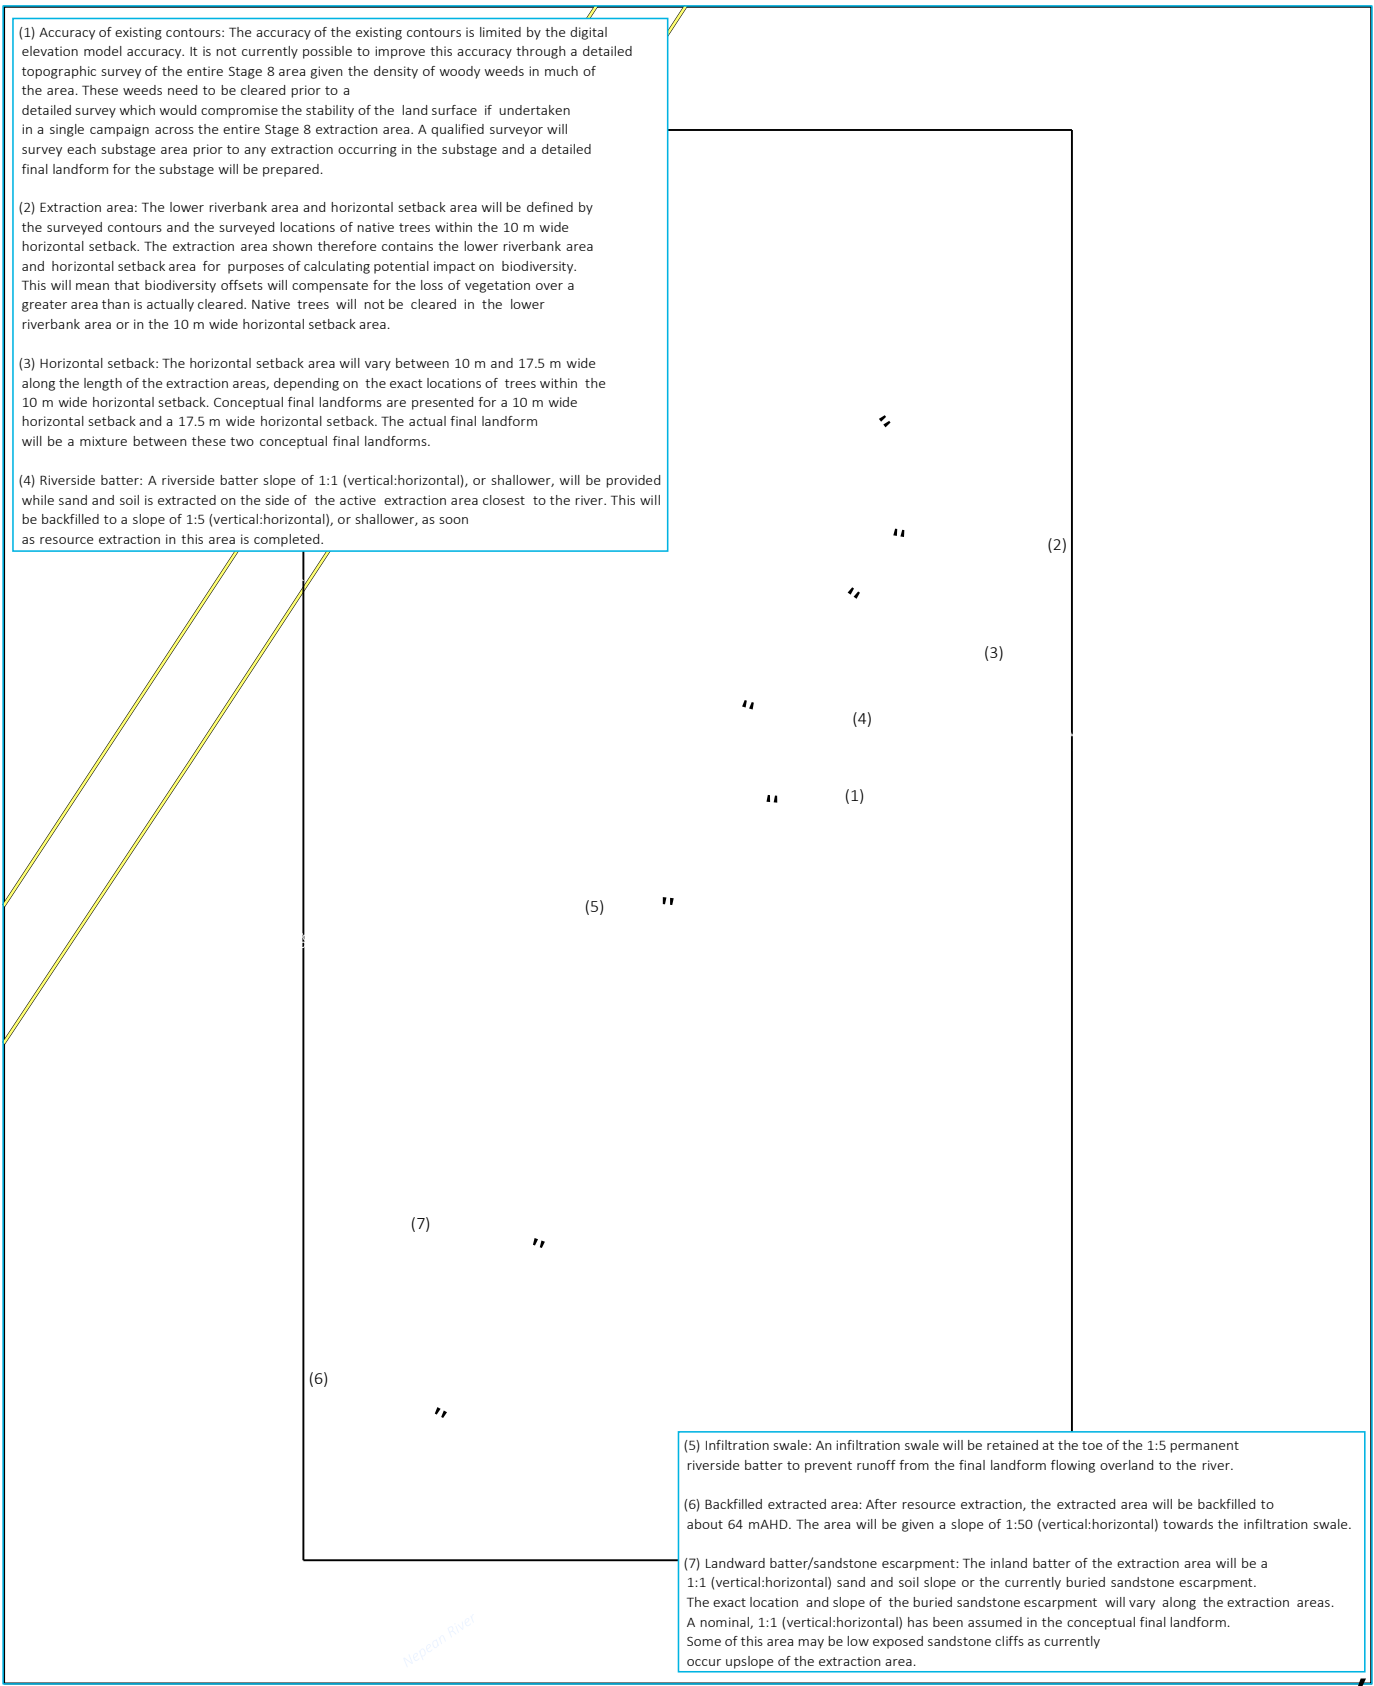 (1) Accuracy of existing contours: The accuracy of the existing contours is limited by the digital
elevation model accuracy. It is not currently possible to improve this accuracy through a detailed
topographic survey of the entire Stage 8 area given the density of woody weeds in much of
the area. These weeds need to be cleared prior to a
detailed survey which would compromise the stability of the land surface if undertaken
in a single campaign across the entire Stage 8 extraction area. A qualified surveyor will
survey each substage area prior to any extraction occurring in the substage and a detailed
final landform for the substage will be prepared.
(2) Extraction area: The lower riverbank area and horizontal setback area will be defined by
the surveyed contours and the surveyed locations of native trees within the 10 m wide
horizontal setback. The extraction area shown therefore contains the lower riverbank area
and horizontal setback area for purposes of calculating potential impact on biodiversity.
This will mean that biodiversity offsets will compensate for the loss of vegetation over a
greater area than is actually cleared. Native trees will not be cleared in the lower
riverbank area or in the 10 m wide horizontal setback area.
(3) Horizontal setback: The horizontal setback area will vary between 10 m and 17.5 m wide
along the length of the extraction areas, depending on the exact locations of trees within the
10 m wide horizontal setback. Conceptual final landforms are presented for a 10 m wide
horizontal setback and a 17.5 m wide horizontal setback. The actual final landform
will be a mixture between these two conceptual final landforms.
(4) Riverside batter: A riverside batter slope of 1:1 (vertical:horizontal), or shallower, will be provided
while sand and soil is extracted on the side of the active extraction area closest to the river. This will
be backfilled to a slope of 1:5 (vertical:horizontal), or shallower, as soon
as resource extraction in this area is completed.
"
"
(2)
"
(3)
"
(4)
"
(1)
(5)
"
(7)
"
(6)
"
(5) Infiltration swale: An infiltration swale will be retained at the toe of the 1:5 permanent
riverside batter to prevent runoff from the final landform flowing overland to the river.
(6) Backfilled extracted area: After resource extraction, the extracted area will be backfilled to
about 64 mAHD. The area will be given a slope of 1:50 (vertical:horizontal) towards the infiltration swale.
(7) Landward batter/sandstone escarpment: The inland batter of the extraction area will be a
1:1 (vertical:horizontal) sand and soil slope or the currently buried sandstone escarpment.
The exact location and slope of the buried sandstone escarpment will vary along the extraction areas.
A nominal, 1:1 (vertical:horizontal) has been assumed in the conceptual final landform.
Some of this area may be low exposed sandstone cliffs as currently
occur upslope of the extraction area.
Nepean River